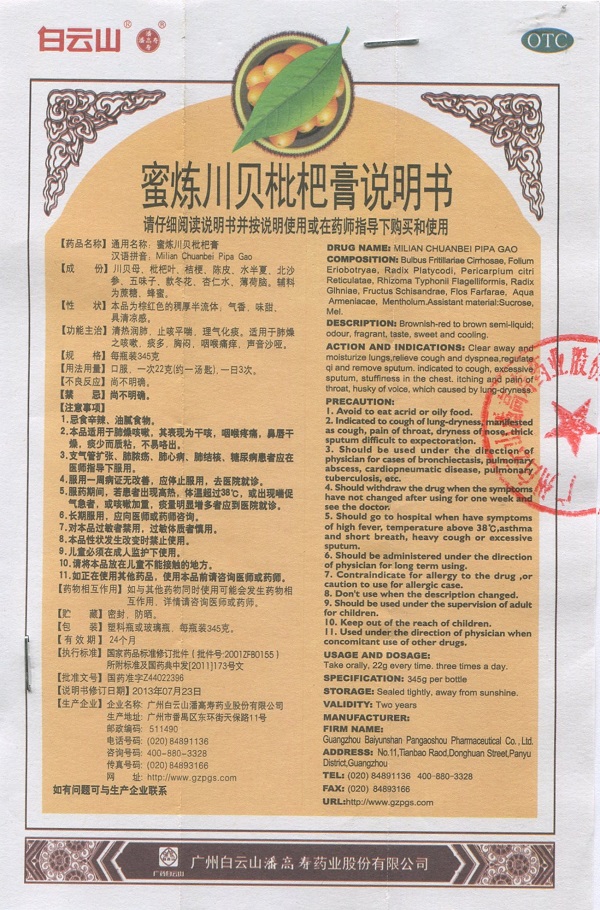 白云山® 潘高寿®
OTC
蜜炼川贝枇杷膏说明书
请仔细阅读说明书并按说明使用或在药师指导下购买和使用
【药品名称】通用名称：蜜炼川贝枇杷膏
汉语拼音：Milian Chuanbei Pipa Gao
【成 份】川贝母、枇杷叶、桔梗、陈皮、水半夏、北沙
参、五味子、款冬花、杏仁水、薄荷脑，辅料
为蔗糖、蜂蜜。
【性 状】本品为棕红色的稠厚半流体；气香，味甜、
具清凉感。
【功能主治】清热润肺，止咳平喘，理气化痰。适用于肺燥
之咳嗽，痰多，胸闷，咽喉痛痒，声音沙哑。
【规 格】每瓶装345克
【用法用量】口服，一次22克(约一汤匙)，一日3次。
【不良反应】尚不明确。
【禁 忌】尚不明确。
【注意事项】
1.忌食辛辣、油腻食物。
2.本品适用于肺燥咳嗽，其表现为干咳，咽喉疼痛，鼻唇干
燥，痰少而质粘，不易咯出。
3.支气管扩张、肺脓疡、肺心病、肺结核、糖尿病患者应在
医师指导下服用。
4.服用一周病证无改善，应停止服用，去医院就诊。
5.服药期间，若患者出现高热，体温超过38℃，或出现喘促
气急者，或咳嗽加重，痰量明显增多者应到医院就诊。
6.长期服用，应向医师或药师咨询。
7.对本品过敏者禁用，过敏体质者慎用。
8.本品性状发生改变时禁止使用。
9.儿童必须在成人监护下使用。
10.请将本品放在儿童不能接触的地方。
11.如正在使用其他药品，使用本品前请咨询医师或药师。
【药物相互作用】如与其他药物同时使用可能会发生药物相
互作用，详情请咨询医师或药师。
【贮 藏】密封、防晒。
【包 装】塑料瓶或玻璃瓶，每瓶装345克。
【有 效 期】24个月
【执行标准】国家药品标准修订批件（批件号:2001ZFB0155）
所附标准及国药典中发[2011]173号文
【批准文号】国药准字Z44022396
【说明书修订日期】2013年07月23日
【生产企业】企业名称：广州白云山潘高寿药业股份有限公司
生产地址：广州市番禺区东环街天保路11号
邮政编码：511490
电话号码：(020)84891136
咨询号码：400-880-3328
传真号码：(020)84893166
网 址：http://www.gzpgs.com
如有问题可与生产企业联系
DRUG NAME: MILIAN CHUANBEI PIPA GAO
COMPOSITION: Bulbus Fritillariae Cirrhosae, Follum
Eriobotryae, Radix Platycodi, Pericarpium citri
Reticulatae, Rhizoma Typhonii Flagelliformis, Radix
Glhniae, Fructus Schisandrae, Flos Farfarae, Aqua
Armeniacae, Mentholum.Assistant material:Sucrose,
Mel.
DESCRIPTION: Brownish-red to brown semi-liquid;
odour, fragrant, taste, sweet and cooling.
ACTION AND INDICATIONS: Clear away and
moisturize lungs,relieve cough and dyspnea,regulate
qi and remove sputum. indicated to cough, excessive
sputum, stuffiness in the chest. itching and pain of
throat, husky of voice, which caused by lung-dryness.
PRECAUTION:
1. Avoid to eat acrid or oily food.
2. Indicated to cough of lung-dryness, manifested
as cough, pain of throat, dryness of nose, thick
sputum difficult to expectoration.
3. Should be used under the direction of
physician for cases of bronchiectasis, pulmonary
abscess, cardiopneumatic disease, pulmonary
tuberculosis, etc.
4. Should withdraw the drug when the symptoms
have not changed after using for one week and
see the doctor.
5. Should go to hospital when have symptoms
of high fever, temperature above 38℃,asthma
and short breath, heavy cough or excessive
sputum.
6. Should be administered under the direction
of physician for long term using.
7. Contraindicate for allergy to the drug ,or
caution to use for allergic case.
8. Don't use when the description changed.
9. Should be used under the supervision of adult
for children.
10. Keep out of the reach of children.
11. Used under the direction of physician when
concomitant use of other drugs.
USAGE AND DOSAGE:
Take orally, 22g every time. three times a day.
SPECIFICATION: 345g per bottle
STORAGE: Sealed tightly, away from sunshine.
VALIDITY: Two years
MANUFACTURER:
FIRM NAME:
Guangzhou Baiyunshan Pangaoshou Pharmaceutical Co., Ltd.
ADDRESS: No.11,Tianbao Raod,Donghuan Street,Panyu
District,Guangzhou
TEL: (020) 84891136 400-880-3328
FAX: (020) 84893166
URL:http://www.gzpgs.com
广药白云山
广州白云山潘高寿药业股份有限公司